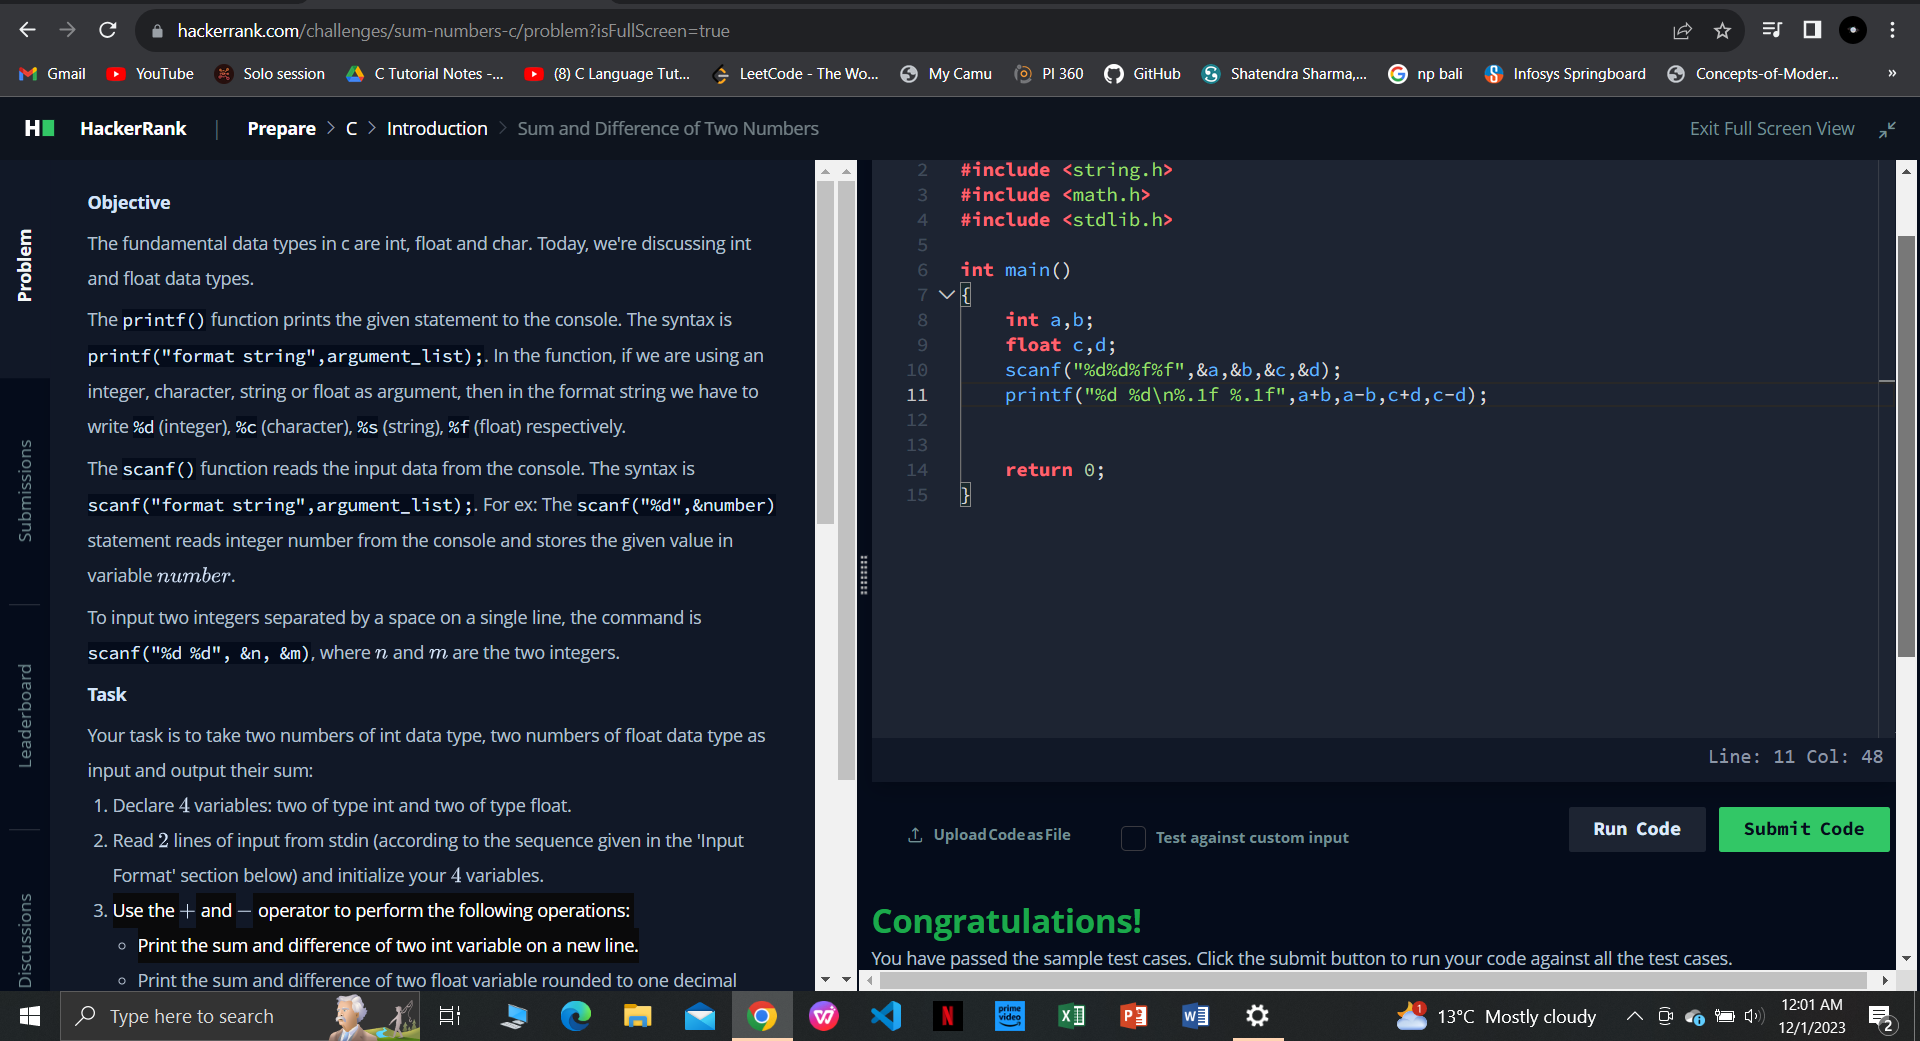 hackerrank.com/challenges/sum-numbers-c/problem?isFullScreen=true
Gmail YouTube Solo session C Tutorial Notes -... (8) C Language Tut... LeetCode - The Wo... My Camu PI 360 GitHub Shatendra Sharma,... np bali Infosys Springboard Concepts-of-Moder... »
HackerRank | Prepare > C > Introduction > Sum and Difference of Two Numbers
Exit Full Screen View
Problem
Submissions
Leaderboard
Discussions
Objective
The fundamental data types in c are int, float and char. Today, we're discussing int
and float data types.
The printf() function prints the given statement to the console. The syntax is
printf("format string",argument_list);. In the function, if we are using an
integer, character, string or float as argument, then in the format string we have to
write %d (integer), %c (character), %s (string), %f (float) respectively.
The scanf() function reads the input data from the console. The syntax is
scanf("format string",argument_list);. For ex: The scanf("%d",&number)
statement reads integer number from the console and stores the given value in
variable number.
To input two integers separated by a space on a single line, the command is
scanf("%d %d", &n, &m), where n and m are the two integers.
Task
Your task is to take two numbers of int data type, two numbers of float data type as
input and output their sum:
1. Declare 4 variables: two of type int and two of type float.
2. Read 2 lines of input from stdin (according to the sequence given in the 'Input
Format' section below) and initialize your 4 variables.
3. Use the + and − operator to perform the following operations:
Print the sum and difference of two int variable on a new line.
Print the sum and difference of two float variable rounded to one decimal
2 #include <string.h>
3 #include <math.h>
4 #include <stdlib.h>
5
6 int main()
7 {
8 int a,b;
9 float c,d;
10 scanf("%d%d%f%f",&a,&b,&c,&d);
11 printf("%d %d\n%.1f %.1f",a+b,a-b,c+d,c-d);
12
13
14 return 0;
15 }
Line: 11 Col: 48
Upload Code as File
Test against custom input
Run Code
Submit Code
Congratulations!
You have passed the sample test cases. Click the submit button to run your code against all the test cases.
Type here to search
prime video
1
13°C Mostly cloudy
12:01 AM
12/1/2023
2